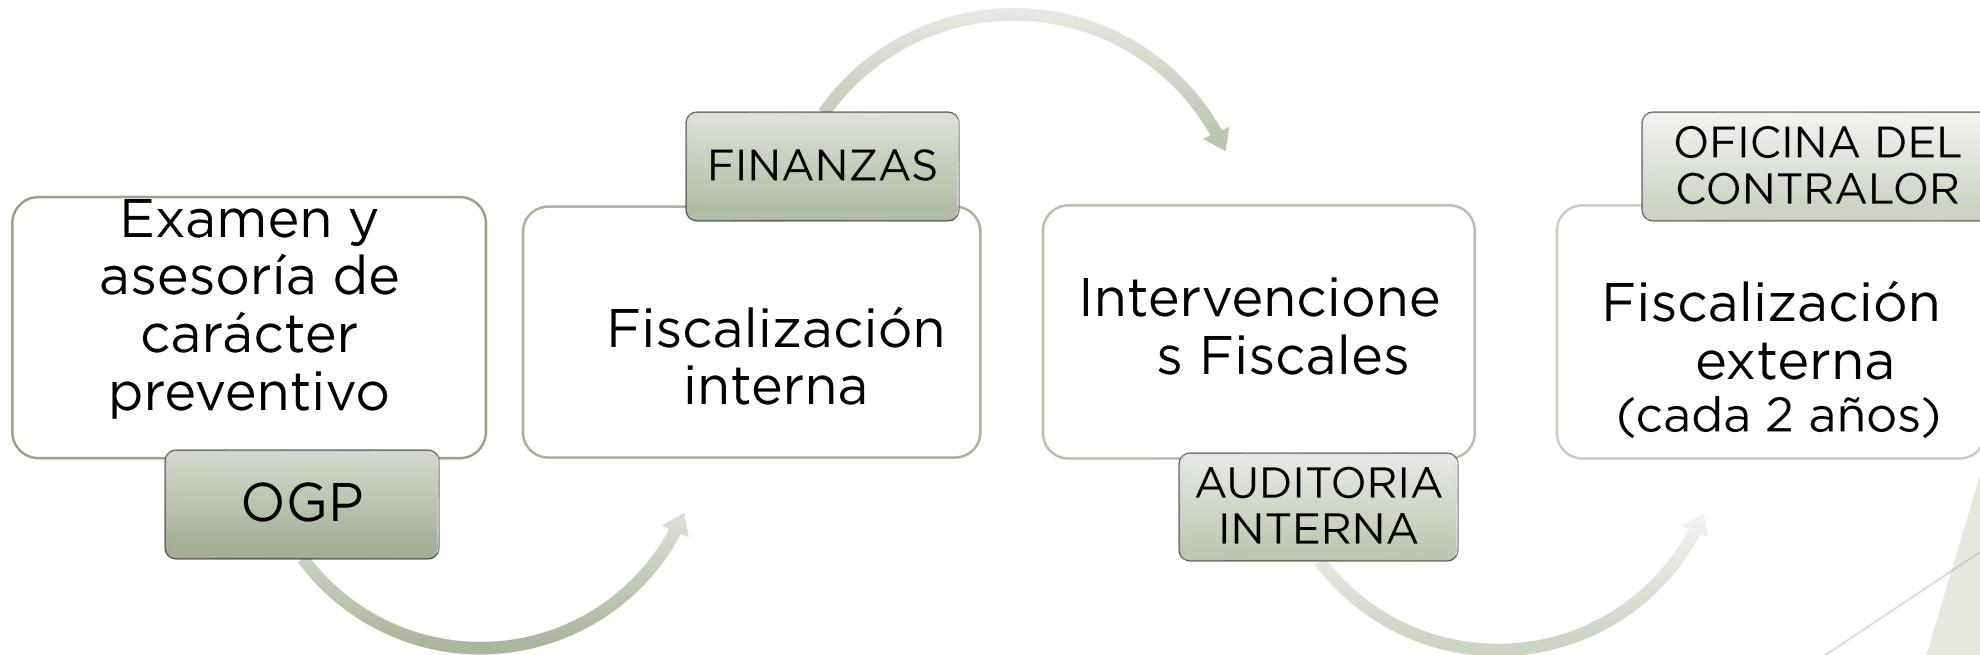 Examen y
asesoría de
carácter
preventivo
OGP
FINANZAS
Fiscalización
interna
Intervencione
s Fiscales
AUDITORIA
INTERNA
OFICINA DEL
CONTRALOR
Fiscalización
externa
(cada 2 años)